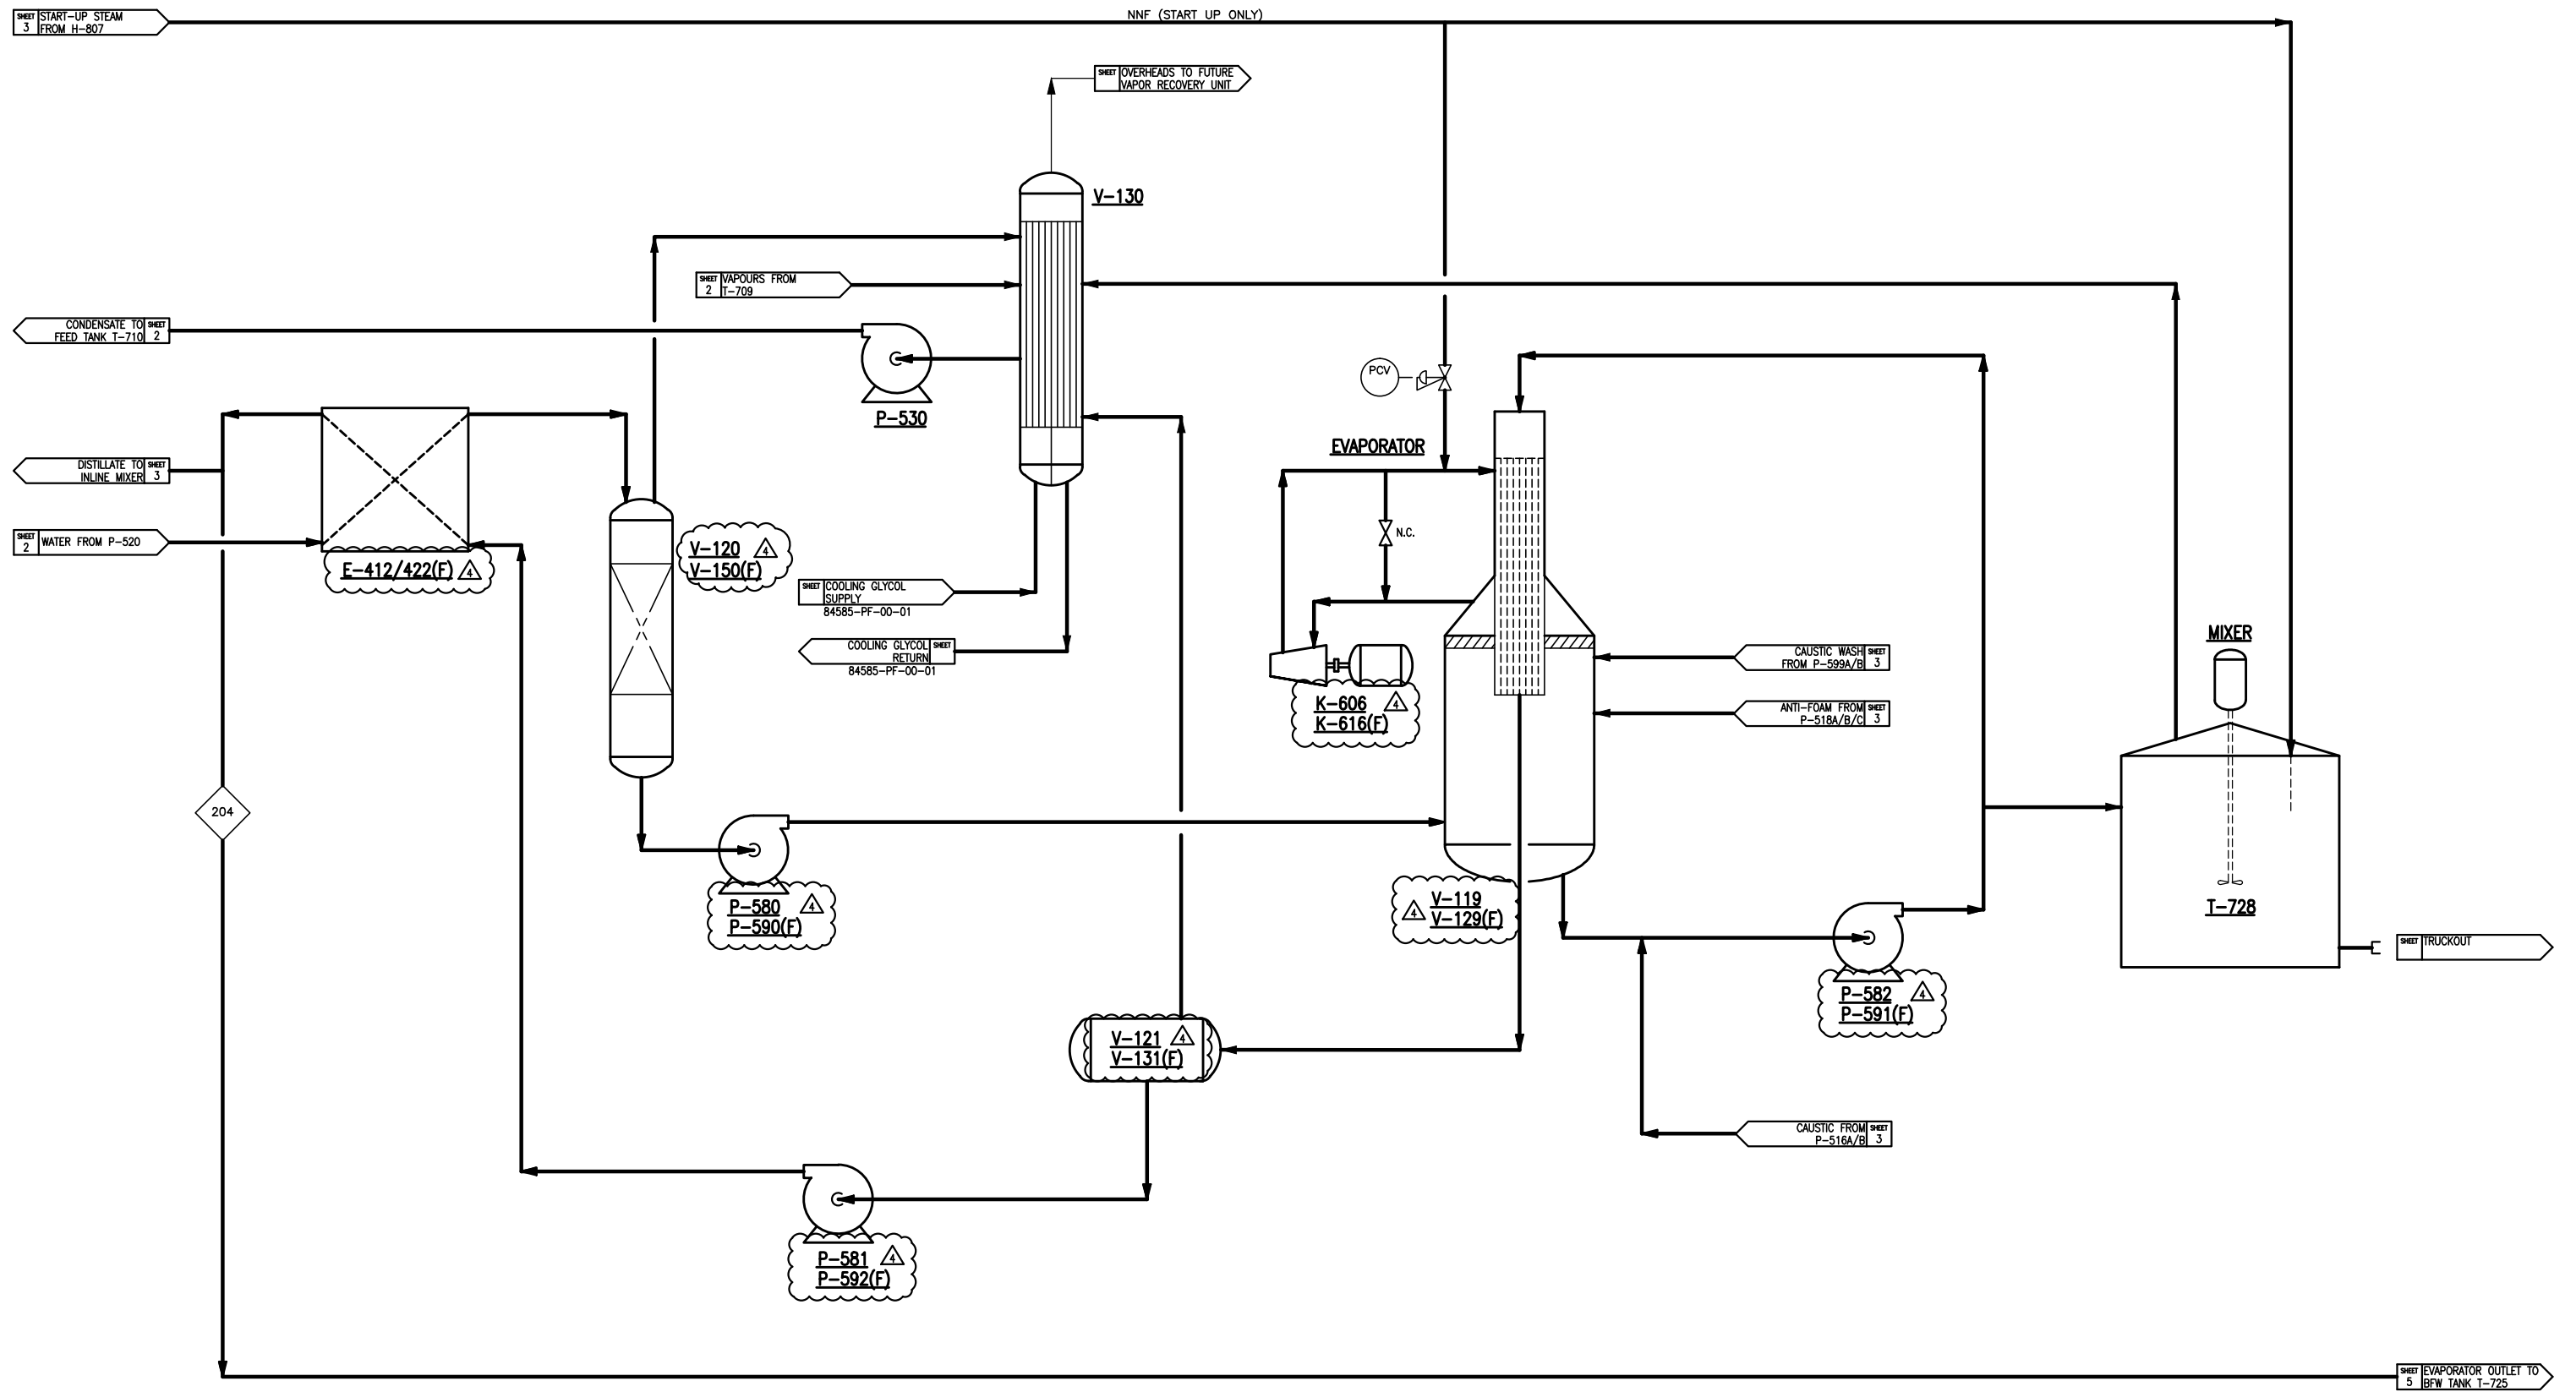 SHEET
3
START-UP STEAM
FROM H-807
NNF (START UP ONLY)
SHEET
OVERHEADS TO FUTURE
VAPOR RECOVERY UNIT
V-130
SHEET
2
VAPOURS FROM
T-709
CONDENSATE TO
FEED TANK T-710
SHEET
2
P-530
PCV
EVAPORATOR
DISTILLATE TO
INLINE MIXER
SHEET
3
SHEET
2
WATER FROM P-520
E-412/422(F)
4
V-120
V-150(F)
4
N.C.
SHEET
COOLING GLYCOL
SUPPLY
84585-PF-00-01
COOLING GLYCOL
RETURN
SHEET
84585-PF-00-01
K-606
K-616(F)
4
CAUSTIC WASH
FROM P-599A/B
SHEET
3
ANTI-FOAM FROM
P-518A/B/C
SHEET
3
MIXER
204
P-580
P-590(F)
4
4
V-119
V-129(F)
T-728
SHEET
TRUCKOUT
P-582
P-591(F)
4
V-121
V-131(F)
4
CAUSTIC FROM
P-516A/B
SHEET
3
P-581
P-592(F)
4
SHEET
5
EVAPORATOR OUTLET TO
BFW TANK T-725